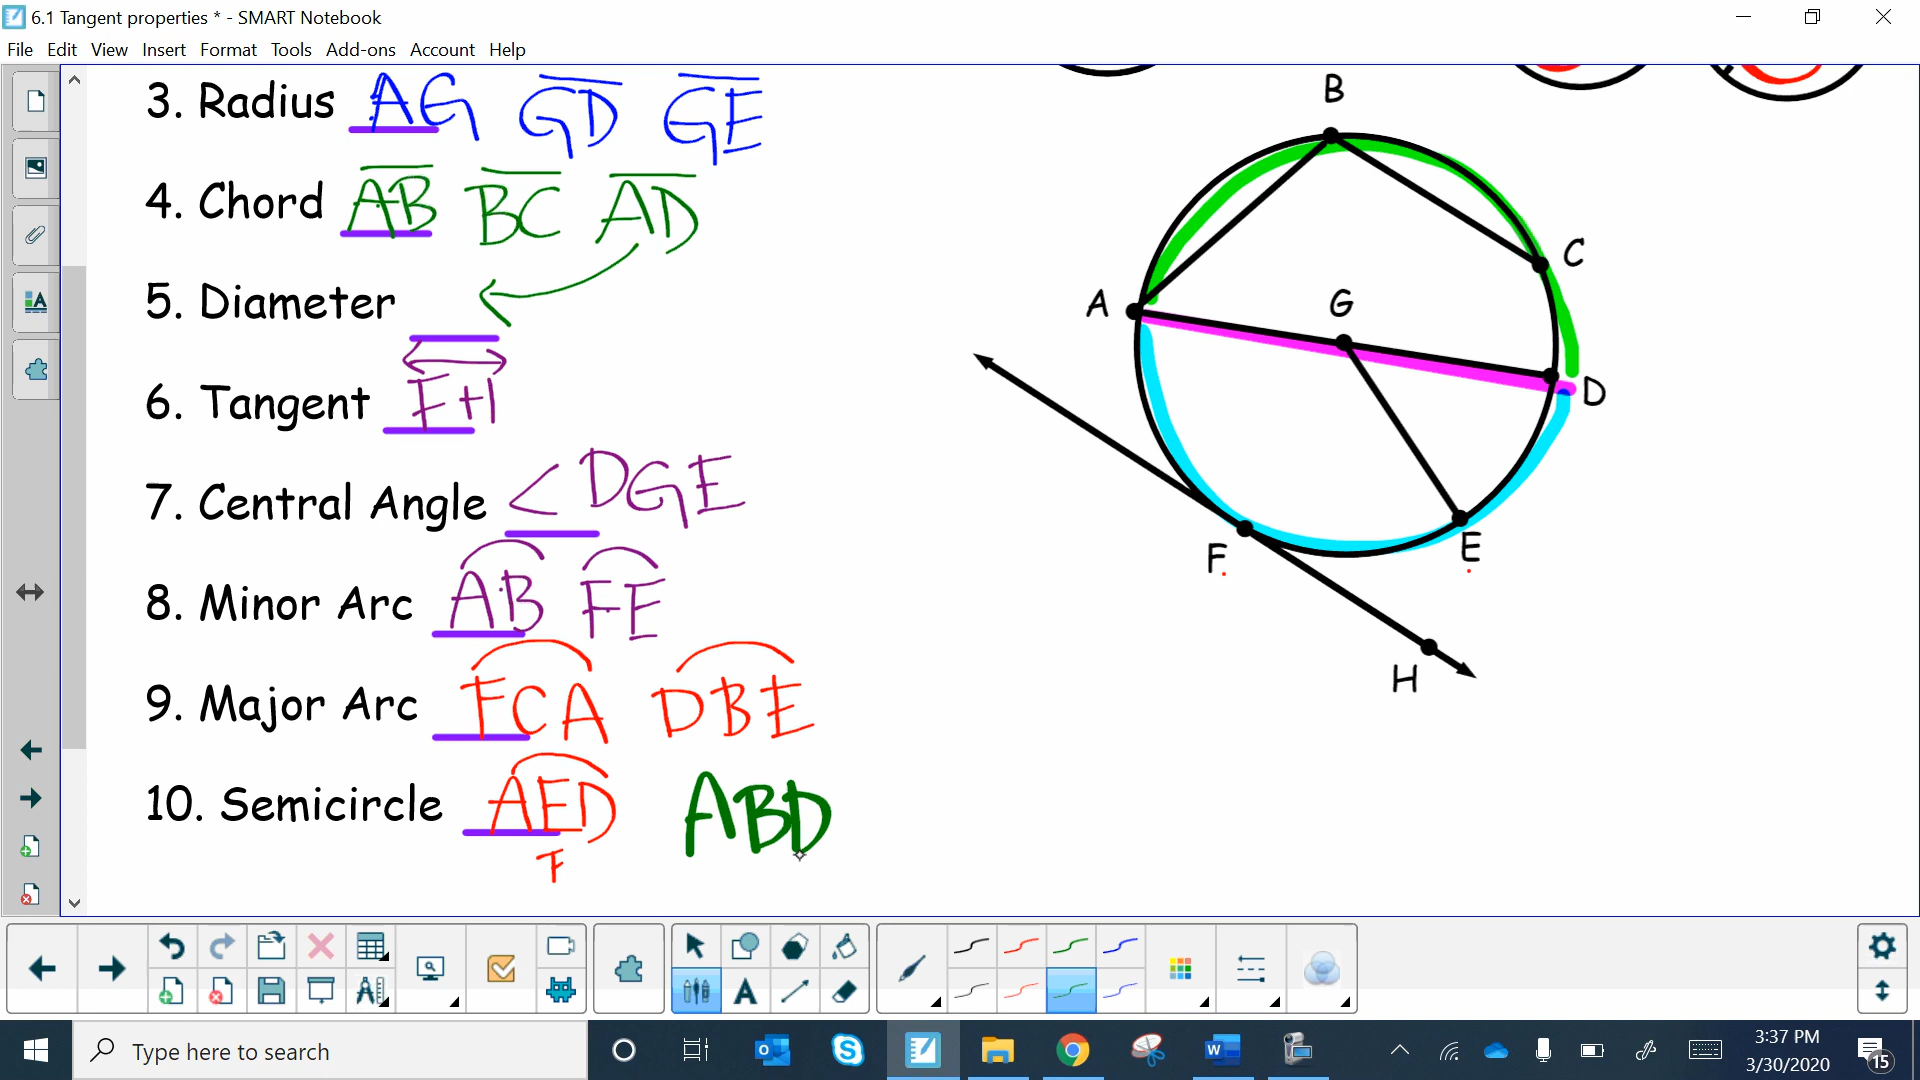 6.1 Tangent properties * - SMART Notebook
File Edit View Insert Format Tools Add-ons Account Help
3. Radius AG GD GE
4. Chord AB BC AD
5. Diameter
6. Tangent FH
7. Central Angle < DGE
8. Minor Arc AB FE
9. Major Arc FCA DBE
10. Semicircle AED ABD
F
B
C
A
G
D
F
E
H
Type here to search
3:37 PM
3/30/2020
15